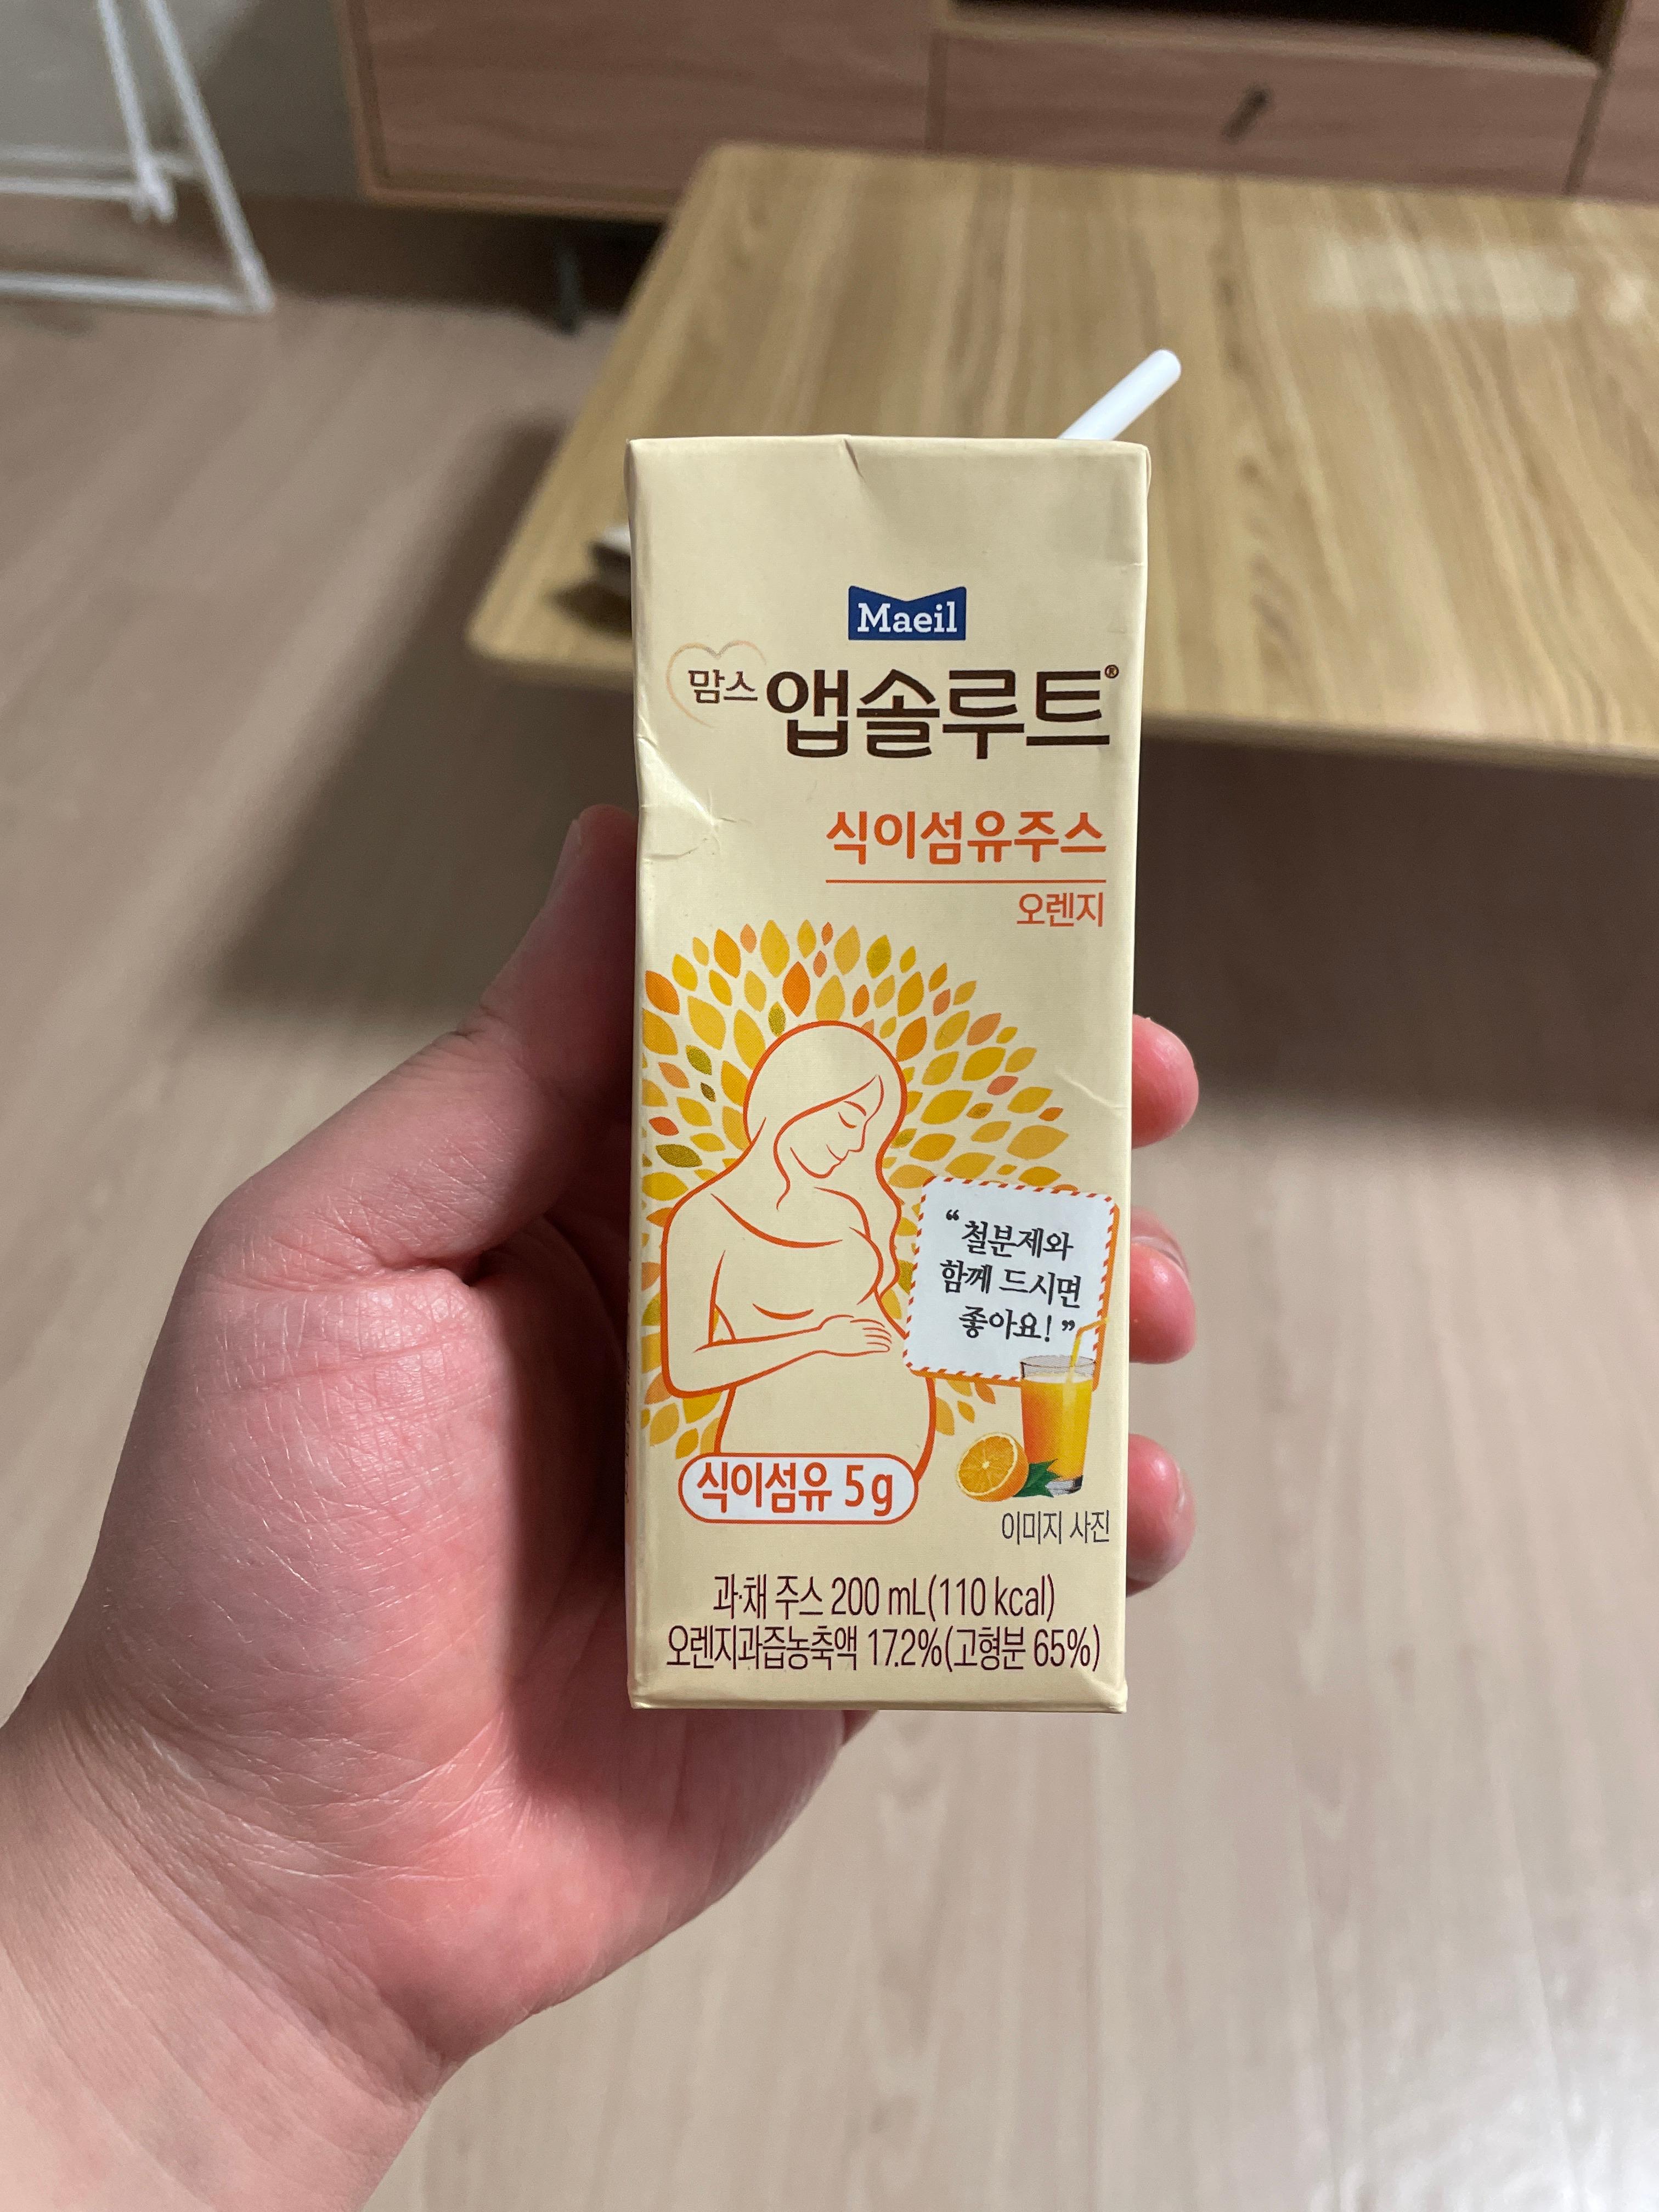 Maeil
맘스 앱솔루트®
식이섬유주스
오렌지
“철분제와
함께 드시면
좋아요!”
식이섬유 5g
이미지 사진
과·채 주스 200 mL(110 kcal)
오렌지과즙농축액 17.2%(고형분 65%)